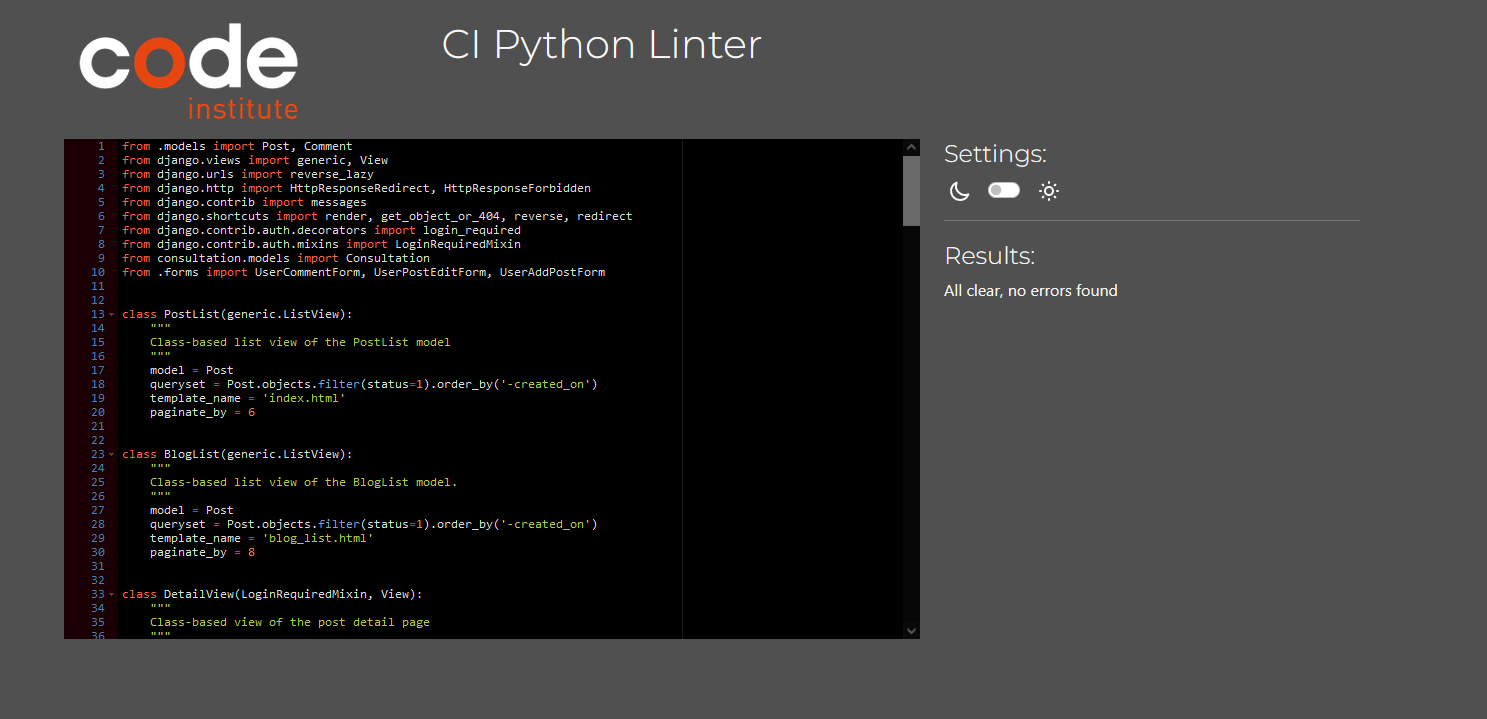 code
institute
CI Python Linter
1 from .models import Post, Comment
2 from django.views import generic, View
3 from django.urls import reverse_lazy
4 from django.http import HttpResponseRedirect, HttpResponseForbidden
5 from django.contrib import messages
6 from django.shortcuts import render, get_object_or_404, reverse, redirect
7 from django.contrib.auth.decorators import login_required
8 from django.contrib.auth.mixins import LoginRequiredMixin
9 from consultation.models import Consultation
10 from .forms import UserCommentForm, UserPostEditForm, UserAddPostForm
11
12
13 class PostList(generic.ListView):
14     """
15     Class-based list view of the PostList model
16     """
17     model = Post
18     queryset = Post.objects.filter(status=1).order_by('-created_on')
19     template_name = 'index.html'
20     paginate_by = 6
21
22
23 class BlogList(generic.ListView):
24     """
25     Class-based list view of the BlogList model.
26     """
27     model = Post
28     queryset = Post.objects.filter(status=1).order_by('-created_on')
29     template_name = 'blog_list.html'
30     paginate_by = 8
31
32
33 class DetailView(LoginRequiredMixin, View):
34     """
35     Class-based view of the post detail page
36     """
Settings:
Results:
All clear, no errors found